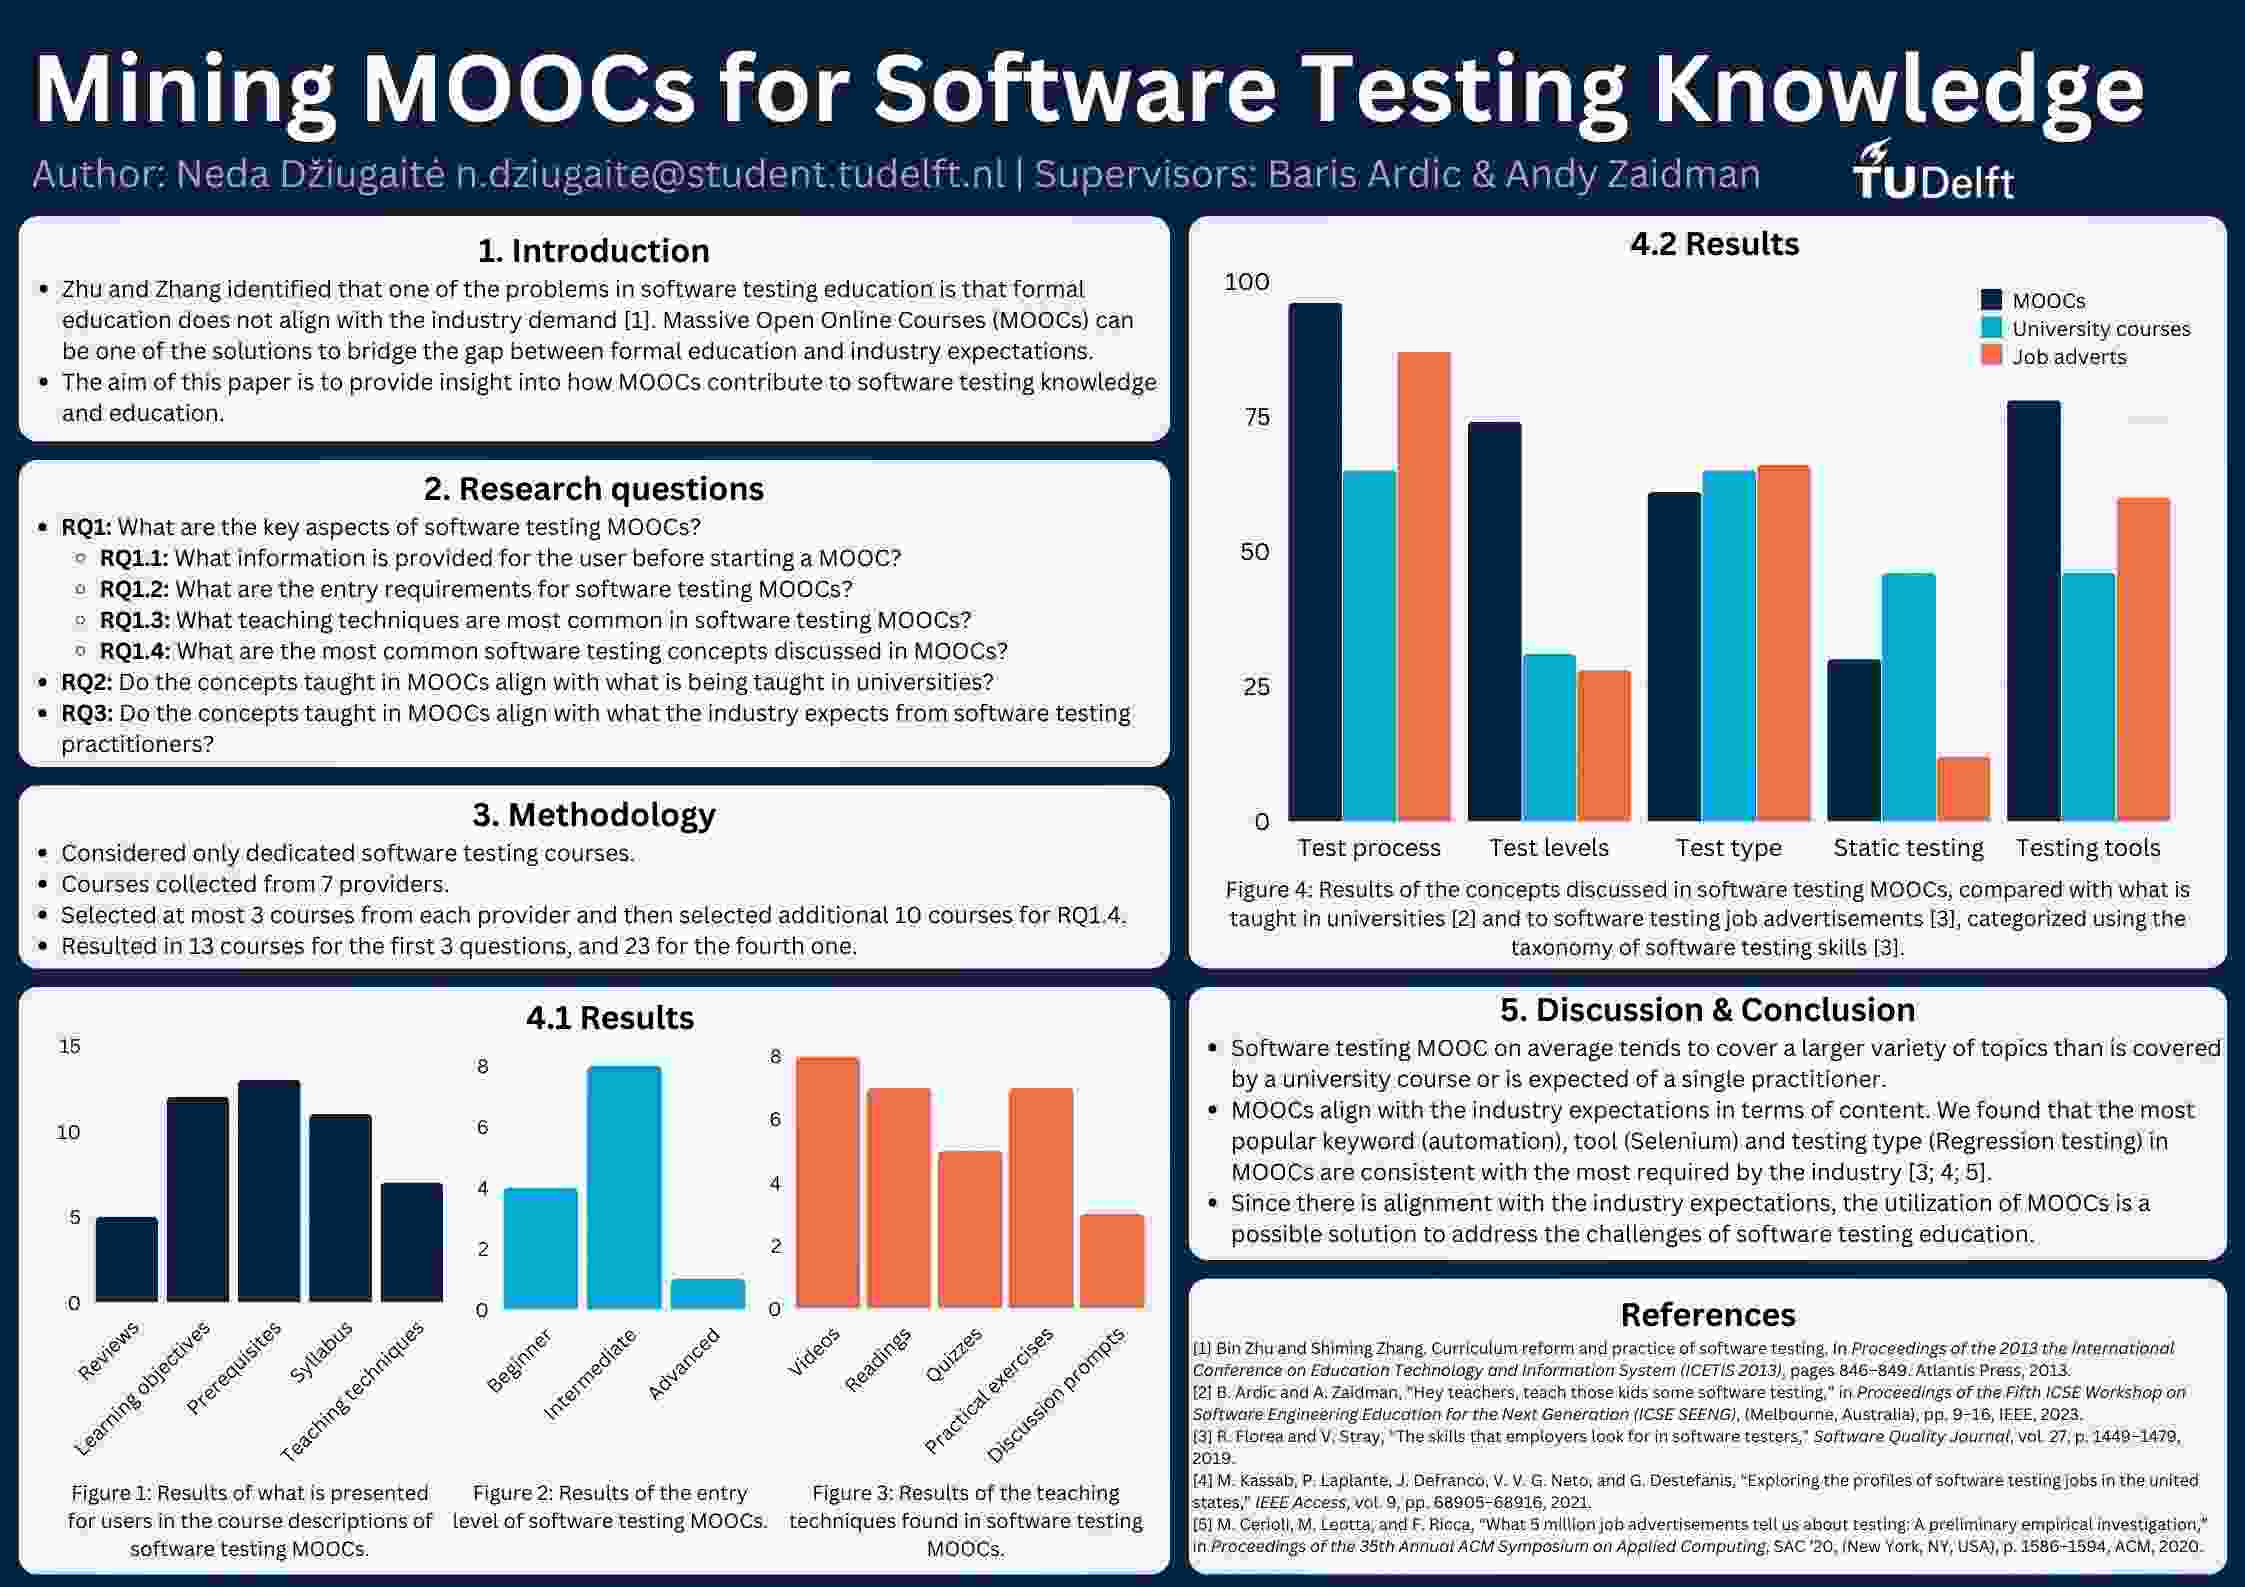 Mining MOOCs for Software Testing Knowledge
Author: Neda Džiugaitė n.dziugaite@student.tudelft.nl | Supervisors: Baris Ardic & Andy Zaidman
TUDelft
1. Introduction
• Zhu and Zhang identified that one of the problems in software testing education is that formal
education does not align with the industry demand [1]. Massive Open Online Courses (MOOCs) can
be one of the solutions to bridge the gap between formal education and industry expectations.
• The aim of this paper is to provide insight into how MOOCs contribute to software testing knowledge
and education.
2. Research questions
• RQ1: What are the key aspects of software testing MOOCs?
◦ RQ1.1: What information is provided for the user before starting a MOOC?
◦ RQ1.2: What are the entry requirements for software testing MOOCs?
◦ RQ1.3: What teaching techniques are most common in software testing MOOCs?
◦ RQ1.4: What are the most common software testing concepts discussed in MOOCs?
• RQ2: Do the concepts taught in MOOCs align with what is being taught in universities?
• RQ3: Do the concepts taught in MOOCs align with what the industry expects from software testing
practitioners?
3. Methodology
• Considered only dedicated software testing courses.
• Courses collected from 7 providers.
• Selected at most 3 courses from each provider and then selected additional 10 courses for RQ1.4.
• Resulted in 13 courses for the first 3 questions, and 23 for the fourth one.
4.1 Results
15
10
5
0
Reviews
Learning objectives
Prerequisites
Syllabus
Teaching techniques
Figure 1: Results of what is presented
for users in the course descriptions of
software testing MOOCs.
8
6
4
2
0
Beginner
Intermediate
Advanced
Figure 2: Results of the entry
level of software testing MOOCs.
8
6
4
2
0
Videos
Readings
Quizzes
Practical exercises
Discussion prompts
Figure 3: Results of the teaching
techniques found in software testing
MOOCs.
4.2 Results
100
75
50
25
0
MOOCs
University courses
Job adverts
Test process
Test levels
Test type
Static testing
Testing tools
Figure 4: Results of the concepts discussed in software testing MOOCs, compared with what is
taught in universities [2] and to software testing job advertisements [3], categorized using the
taxonomy of software testing skills [3].
5. Discussion & Conclusion
• Software testing MOOC on average tends to cover a larger variety of topics than is covered
by a university course or is expected of a single practitioner.
• MOOCs align with the industry expectations in terms of content. We found that the most
popular keyword (automation), tool (Selenium) and testing type (Regression testing) in
MOOCs are consistent with the most required by the industry [3; 4; 5].
• Since there is alignment with the industry expectations, the utilization of MOOCs is a
possible solution to address the challenges of software testing education.
References
[1] Bin Zhu and Shiming Zhang. Curriculum reform and practice of software testing. In Proceedings of the 2013 the International
Conference on Education Technology and Information System (ICETIS 2013), pages 846–849. Atlantis Press, 2013.
[2] B. Ardic and A. Zaidman, "Hey teachers, teach those kids some software testing," in Proceedings of the Fifth ICSE Workshop on
Software Engineering Education for the Next Generation (ICSE SEENG), (Melbourne, Australia), pp. 9–16, IEEE, 2023.
[3] R. Florea and V. Stray, "The skills that employers look for in software testers," Software Quality Journal, vol. 27, p. 1449–1479,
2019.
[4] M. Kassab, P. Laplante, J. Defranco, V. V. G. Neto, and G. Destefanis, "Exploring the profiles of software testing jobs in the united
states," IEEE Access, vol. 9, pp. 68905–68916, 2021.
[5] M. Cerioli, M. Leotta, and F. Ricca, "What 5 million job advertisements tell us about testing: A preliminary empirical investigation,"
in Proceedings of the 35th Annual ACM Symposium on Applied Computing, SAC '20, (New York, NY, USA), p. 1586–1594, ACM, 2020.